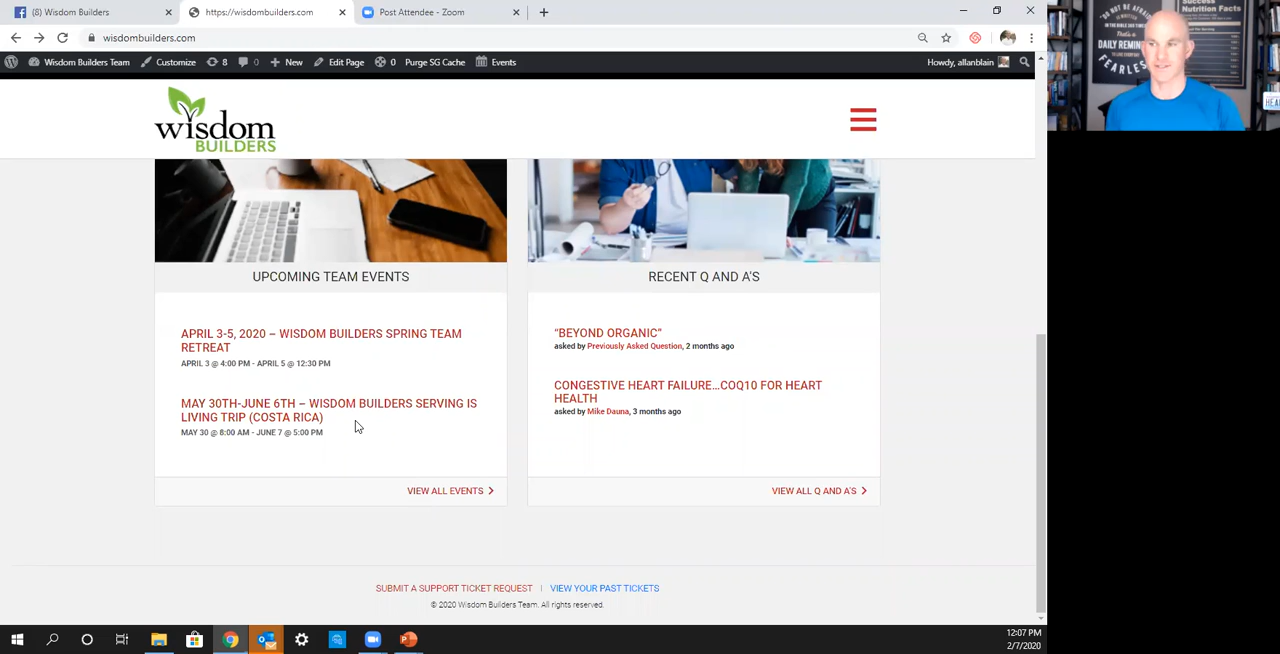 (8) Wisdom Builders
https://wisdombuilders.com
Post Attendee - Zoom
wisdombuilders.com
Wisdom Builders Team
Customize
8
0
New
Edit Page
0
Purge SG Cache
Events
Howdy, allanblain
wisdom
BUILDERS
UPCOMING TEAM EVENTS
APRIL 3-5, 2020 – WISDOM BUILDERS SPRING TEAM
RETREAT
APRIL 3 @ 4:00 PM - APRIL 5 @ 12:30 PM
MAY 30TH-JUNE 6TH – WISDOM BUILDERS SERVING IS
LIVING TRIP (COSTA RICA)
MAY 30 @ 8:00 AM - JUNE 7 @ 5:00 PM
VIEW ALL EVENTS
RECENT Q AND A'S
"BEYOND ORGANIC"
asked by Previously Asked Question, 2 months ago
CONGESTIVE HEART FAILURE...COQ10 FOR HEART
HEALTH
asked by Mike Dauna, 3 months ago
VIEW ALL Q AND A'S
SUBMIT A SUPPORT TICKET REQUEST | VIEW YOUR PAST TICKETS
© 2020 Wisdom Builders Team. All rights reserved.
12:07 PM
2/7/2020
Success
Nutrition Facts
DAILY
FEARLES